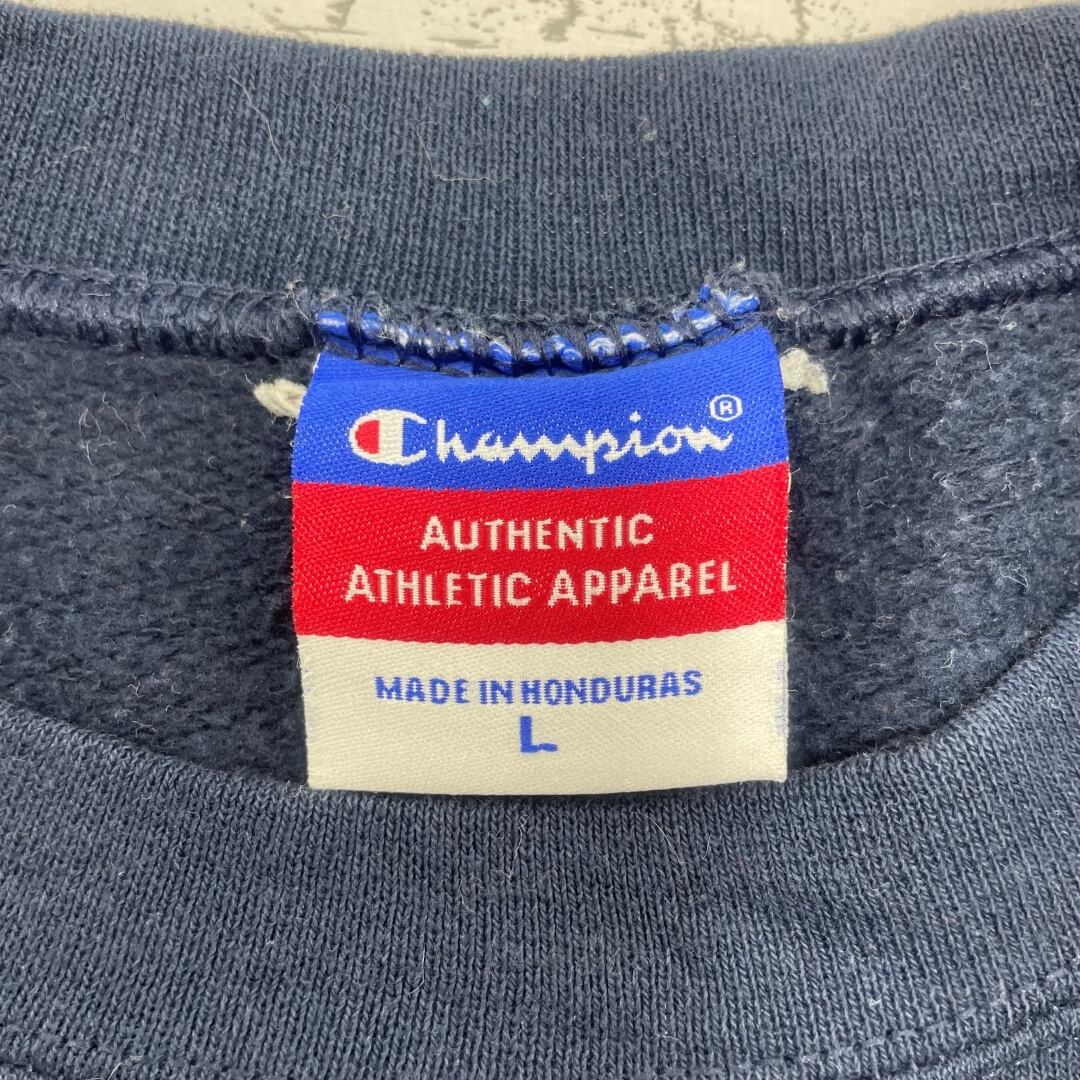 Champion®
AUTHENTIC
ATHLETIC APPAREL
MADE IN HONDURAS
L